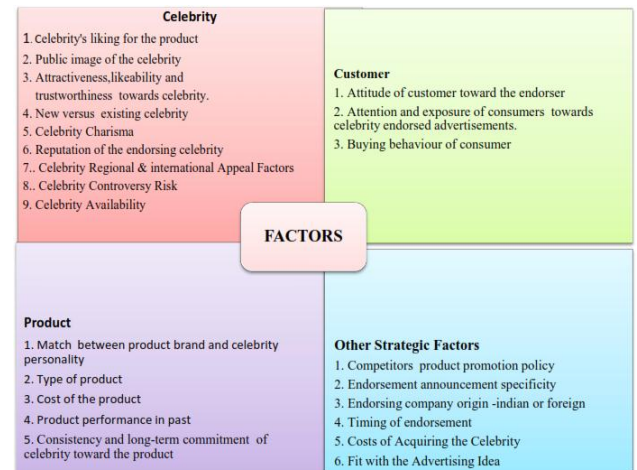 Celebrity
1. Celebrity's liking for the product
2. Public image of the celebrity
3. Attractiveness,likeability and
trustworthiness towards celebrity.
4. New versus existing celebrity
5. Celebrity Charisma
6. Reputation of the endorsing celebrity
7.. Celebrity Regional & international Appeal Factors
8.. Celebrity Controversy Risk
9. Celebrity Availability
Customer
1. Attitude of customer toward the endorser
2. Attention and exposure of consumers towards
celebrity endorsed advertisements.
3. Buying behaviour of consumer
FACTORS
Product
1. Match between product brand and celebrity
personality
2. Type of product
3. Cost of the product
4. Product performance in past
5. Consistency and long-term commitment of
celebrity toward the product
Other Strategic Factors
1. Competitors product promotion policy
2. Endorsement announcement specificity
3. Endorsing company origin -indian or foreign
4. Timing of endorsement
5. Costs of Acquiring the Celebrity
6. Fit with the Advertising Idea